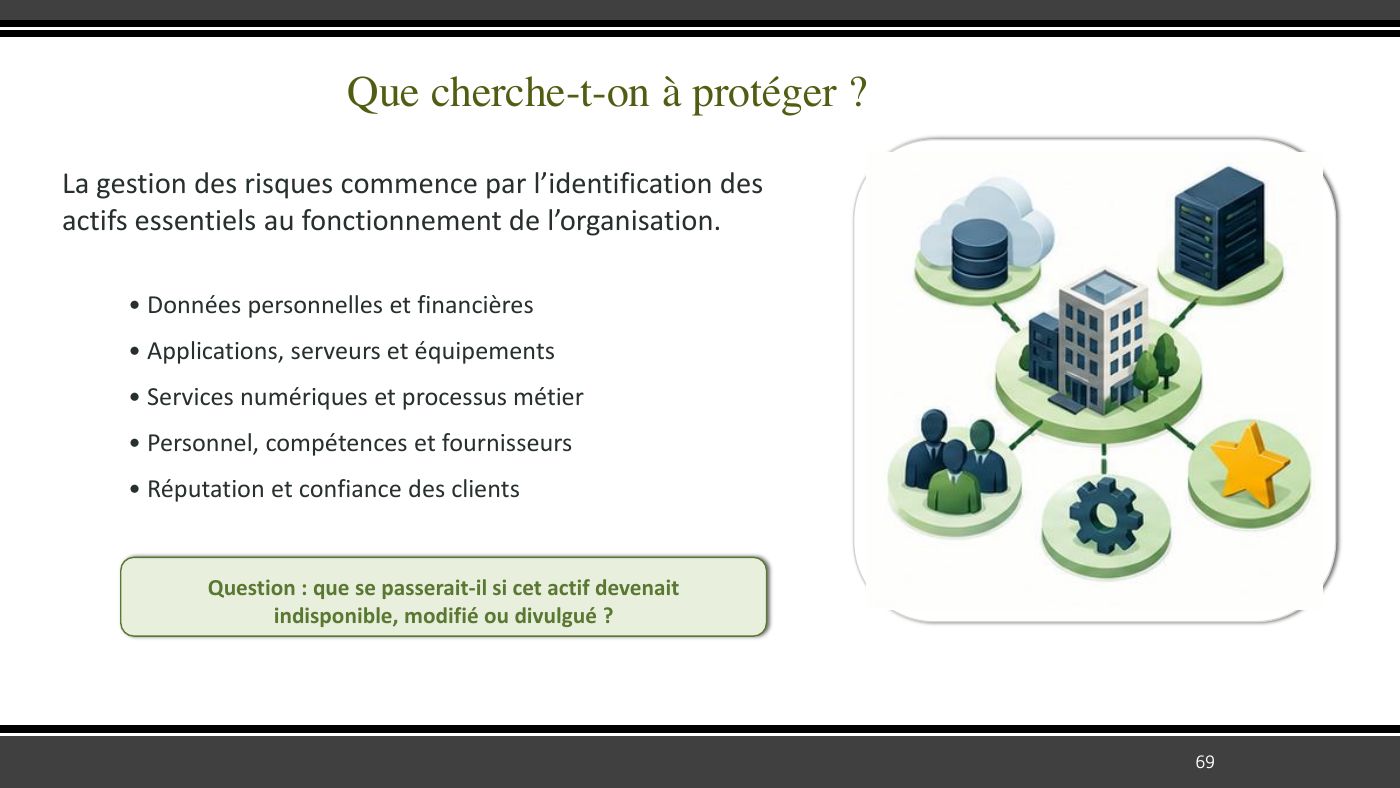 Que cherche-t-on à protéger ?
La gestion des risques commence par l’identification des
actifs essentiels au fonctionnement de l’organisation.
• Données personnelles et financières
• Applications, serveurs et équipements
• Services numériques et processus métier
• Personnel, compétences et fournisseurs
• Réputation et confiance des clients
Question : que se passerait-il si cet actif devenait
indisponible, modifié ou divulgué ?
69